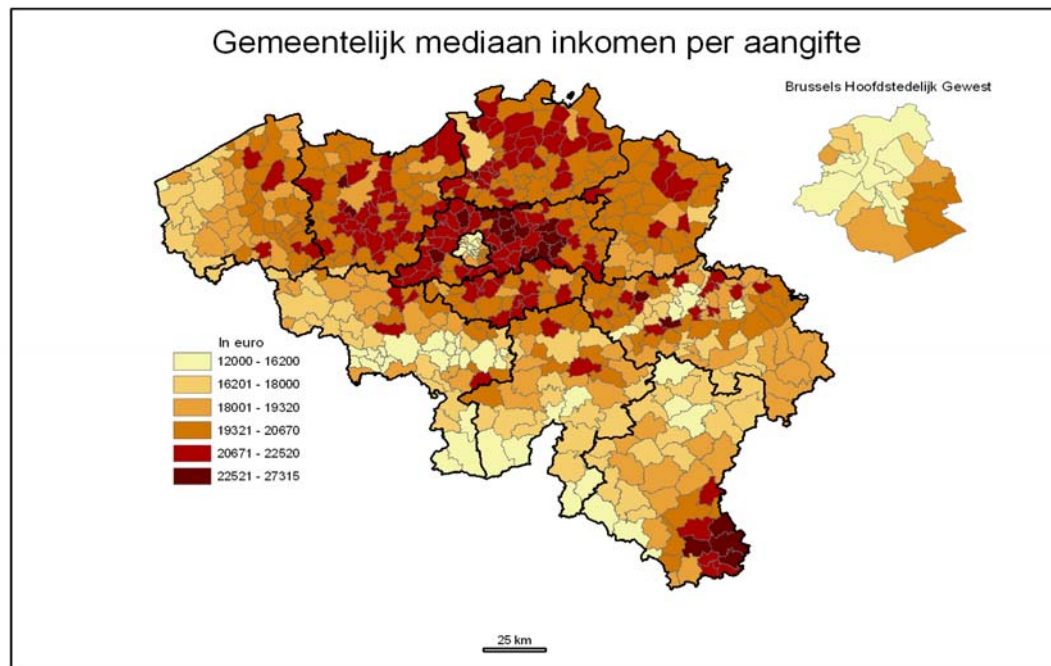 Gemeentelijk mediaan inkomen per aangifte
Brussels Hoofdstedelijk Gewest
In euro
12000 - 16200
16201 - 18000
18001 - 19320
19321 - 20670
20671 - 22520
22521 - 27315
25 km